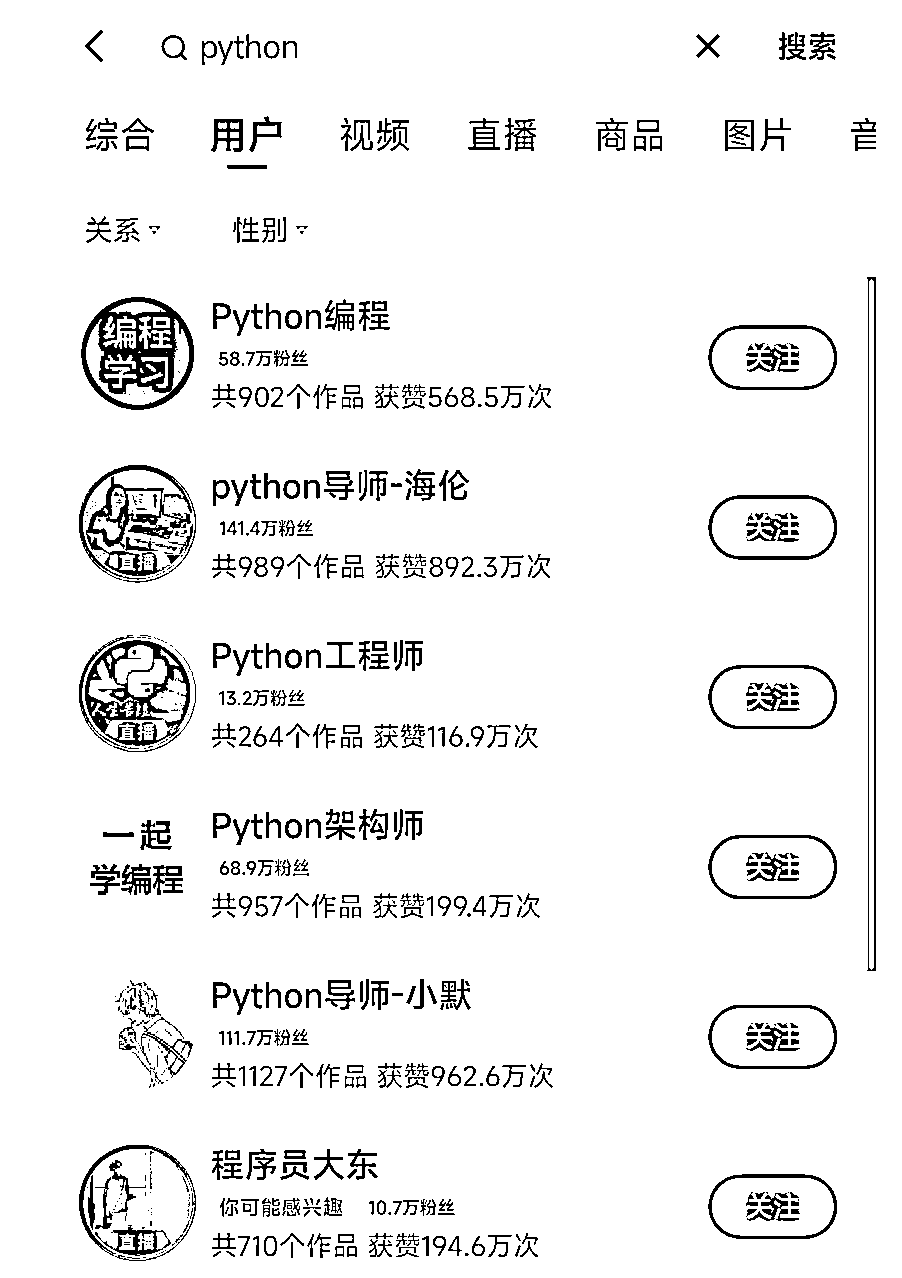 python
搜索
综合 用户 视频 直播 商品 图片 音
关系 性别
编程
学习
Python编程
58.7万粉丝
共902个作品 获赞568.5万次
关注
python导师-海伦
141.4万粉丝
共989个作品 获赞892.3万次
直播
关注
Python工程师
13.2万粉丝
共264个作品 获赞116.9万次
直播
关注
一起
学编程
Python架构师
68.9万粉丝
共957个作品 获赞199.4万次
关注
Python导师-小默
111.7万粉丝
共1127个作品 获赞962.6万次
关注
程序员大东
你可能感兴趣 10.7万粉丝
共710个作品 获赞194.6万次
直播
关注